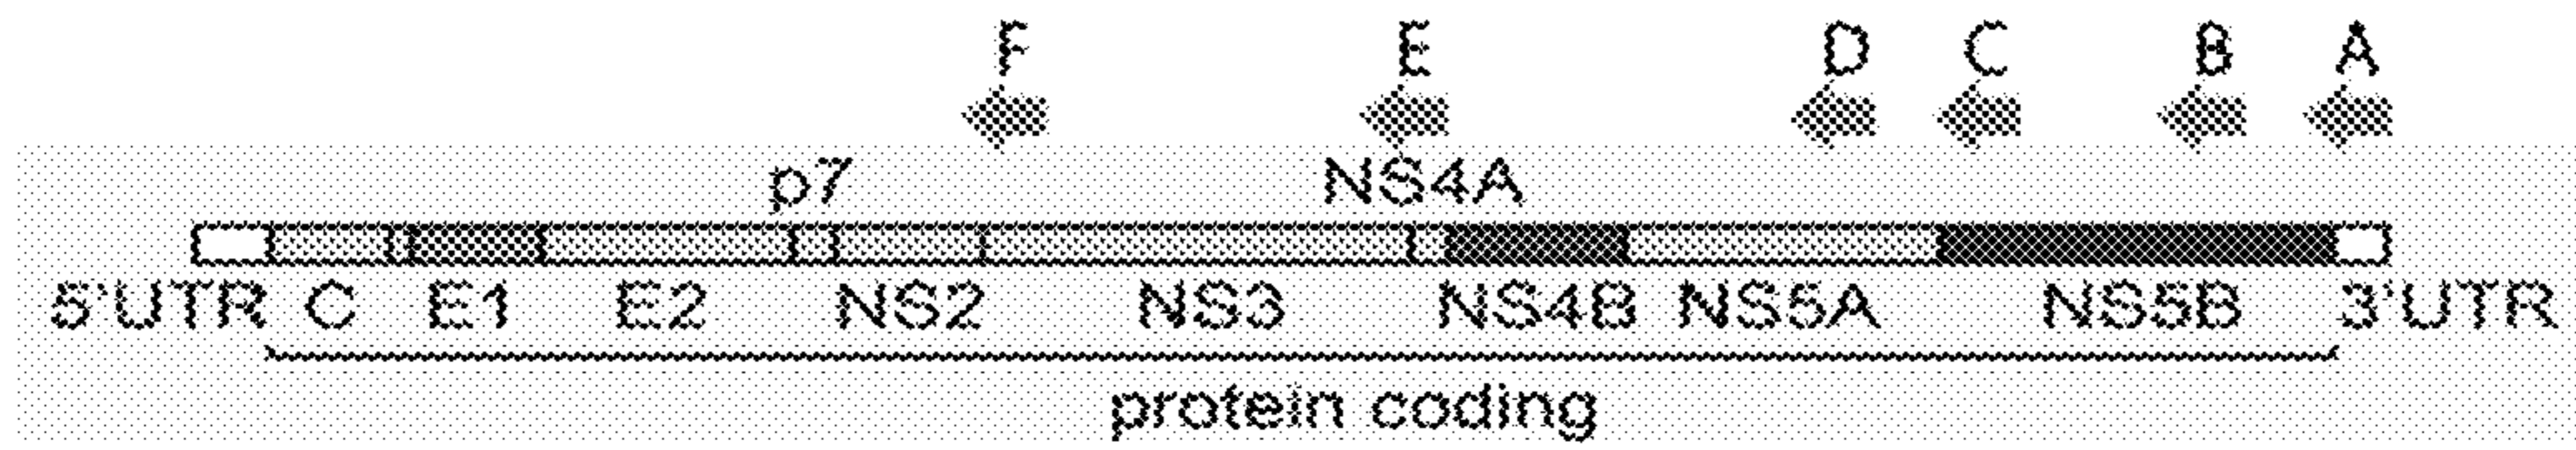 F E D C B A
p7 NS4A
5'UTR C E1 E2 NS2 NS3 NS4B NS5A NS5B 3'UTR
protein coding